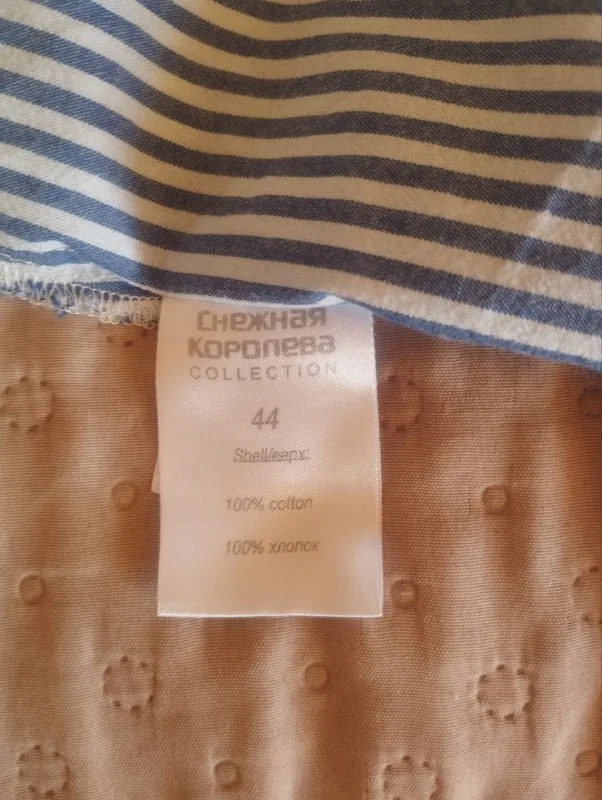 Снежная
Королева
COLLECTION
44
Shell/верх:
100% cotton
100% хлопок